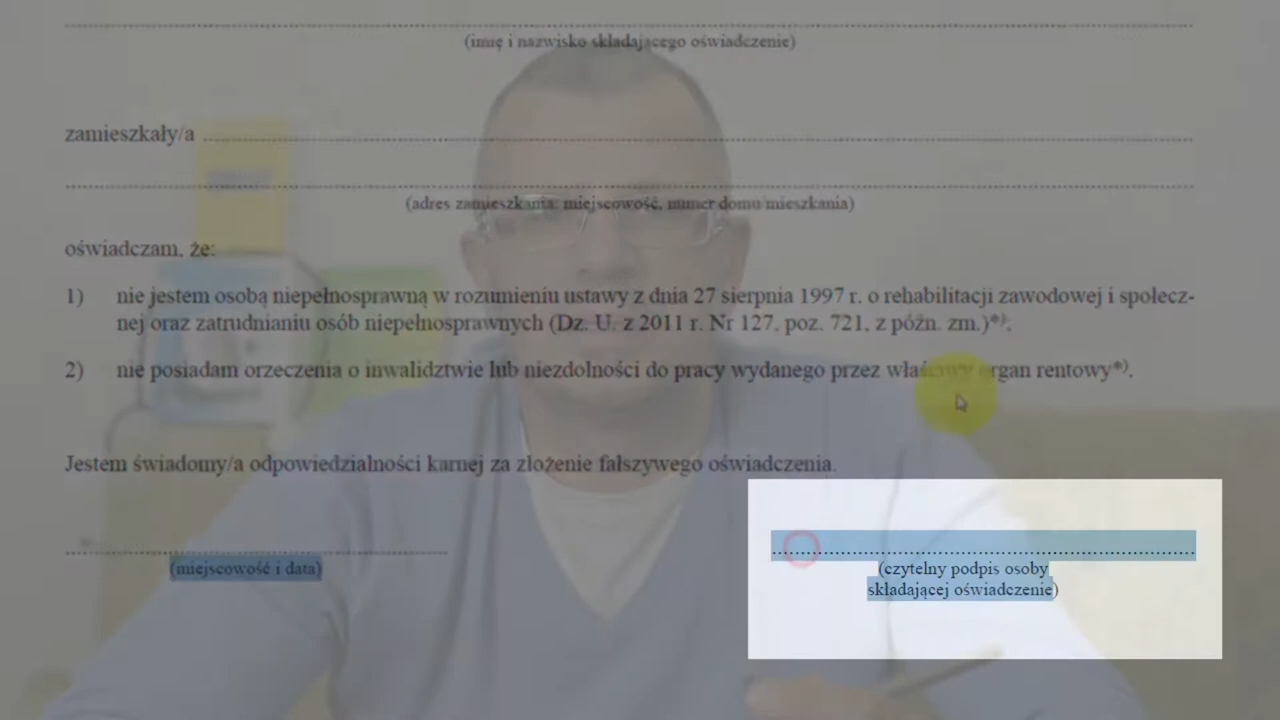 (imię i nazwisko składającego oświadczenie)
zamieszkały/a
(adres zamieszkania: miejscowość, numer domu/mieszkania)
oświadczam, że:
1) nie jestem osobą niepełnosprawną w rozumieniu ustawy z dnia 27 sierpnia 1997 r. o rehabilitacji zawodowej i społecz-
nej oraz zatrudnianiu osób niepełnosprawnych (Dz. U. z 2011 r. Nr 127, poz. 721, z późn. zm.)*⁾;
2) nie posiadam orzeczenia o inwalidztwie lub niezdolności do pracy wydanego przez właściwy organ rentowy*⁾.
Jestem świadomy/a odpowiedzialności karnej za złożenie fałszywego oświadczenia.
(miejscowość i data)
(czytelny podpis osoby
składającej oświadczenie)